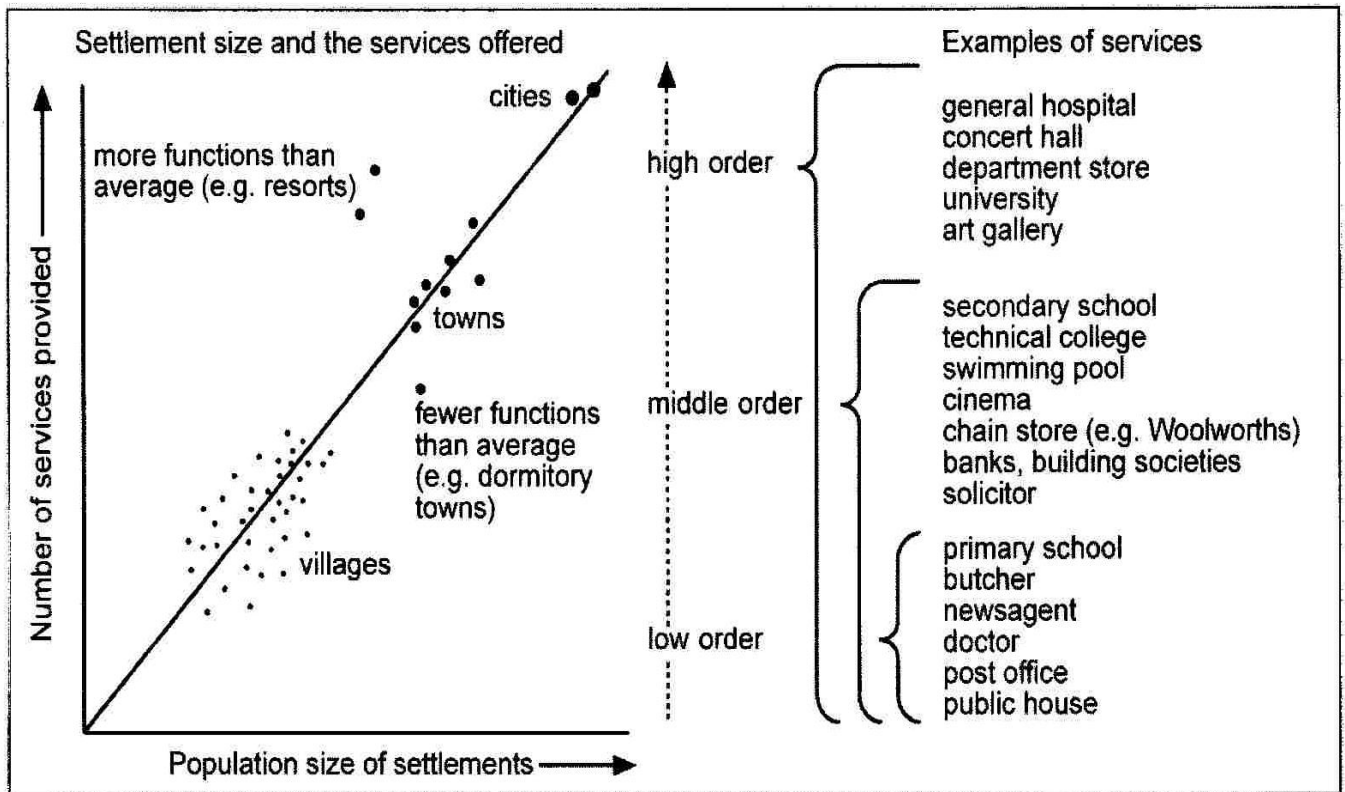 Settlement size and the services offered
Number of services provided
Population size of settlements
cities
more functions than
average (e.g. resorts)
towns
fewer functions
than average
(e.g. dormitory
towns)
villages
high order
middle order
low order
Examples of services
general hospital
concert hall
department store
university
art gallery
secondary school
technical college
swimming pool
cinema
chain store (e.g. Woolworths)
banks, building societies
solicitor
primary school
butcher
newsagent
doctor
post office
public house